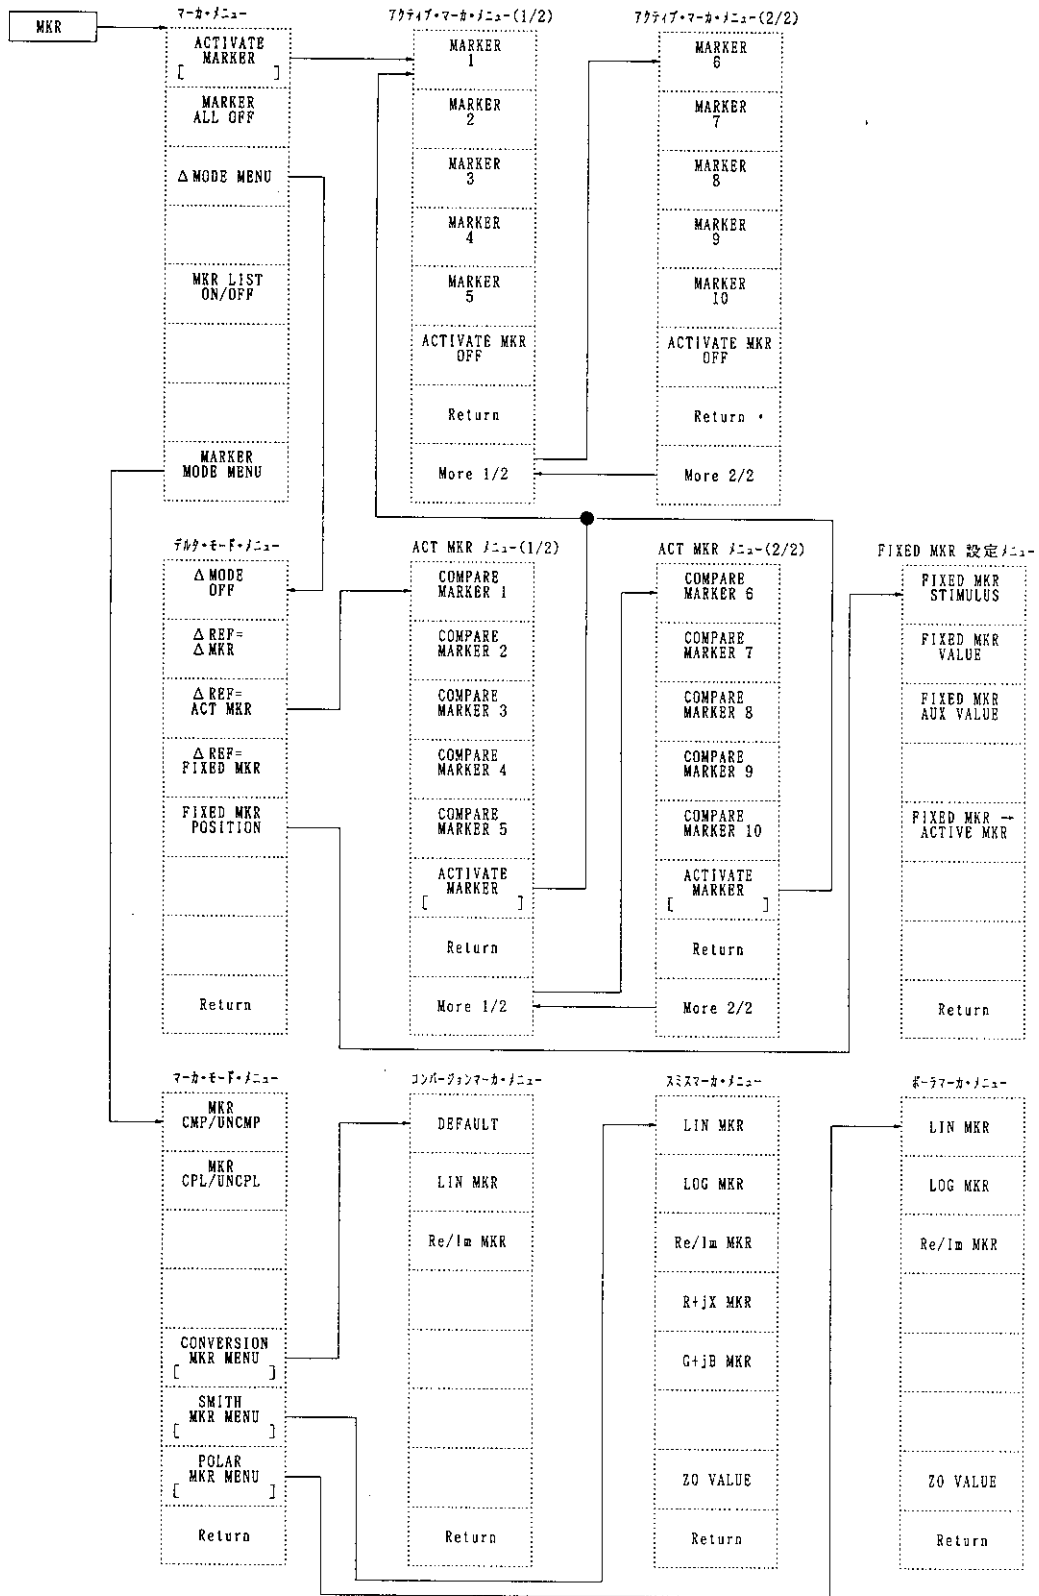 MKR
マーカ・メニュー
ACTIVATE
MARKER
[ ]
MARKER
ALL OFF
Δ MODE MENU
MKR LIST
ON/OFF
MARKER
MODE MENU
アクティブ・マーカ・メニュー(1/2)
MARKER
1
MARKER
2
MARKER
3
MARKER
4
MARKER
5
ACTIVATE MKR
OFF
Return
More 1/2
アクティブ・マーカ・メニュー(2/2)
MARKER
6
MARKER
7
MARKER
8
MARKER
9
MARKER
10
ACTIVATE MKR
OFF
Return
More 2/2
デルタ・モード・メニュー
Δ MODE
OFF
Δ REF=
Δ MKR
Δ REF=
ACT MKR
Δ REF=
FIXED MKR
FIXED MKR
POSITION
Return
ACT MKR メニュー(1/2)
COMPARE
MARKER 1
COMPARE
MARKER 2
COMPARE
MARKER 3
COMPARE
MARKER 4
COMPARE
MARKER 5
ACTIVATE
MARKER
[ ]
Return
More 1/2
ACT MKR メニュー(2/2)
COMPARE
MARKER 6
COMPARE
MARKER 7
COMPARE
MARKER 8
COMPARE
MARKER 9
COMPARE
MARKER 10
ACTIVATE
MARKER
[ ]
Return
More 2/2
FIXED MKR 設定メニュー
FIXED MKR
STIMULUS
FIXED MKR
VALUE
FIXED MKR
AUX VALUE
FIXED MKR →
ACTIVE MKR
Return
マーカ・モード・メニュー
MKR
CMP/UNCMP
MKR
CPL/UNCPL
CONVERSION
MKR MENU
[ ]
SMITH
MKR MENU
[ ]
POLAR
MKR MENU
[ ]
Return
コンバージョンマーカ・メニュー
DEFAULT
LIN MKR
Re/Im MKR
Return
スミスマーカ・メニュー
LIN MKR
LOG MKR
Re/Im MKR
R+jX MKR
G+jB MKR
ZO VALUE
Return
ポーラマーカ・メニュー
LIN MKR
LOG MKR
Re/Im MKR
ZO VALUE
Return